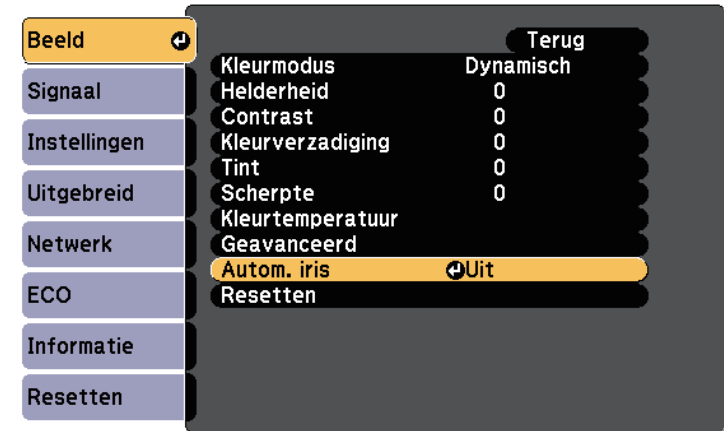 Beeld
Signaal
Instellingen
Uitgebreid
Netwerk
ECO
Informatie
Resetten
Terug
Kleurmodus Dynamisch
Helderheid 0
Contrast 0
Kleurverzadiging 0
Tint 0
Scherpte 0
Kleurtemperatuur
Geavanceerd
Autom. iris Uit
Resetten